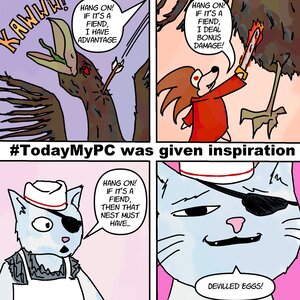 KAWHH!
HANG ON!
IF IT'S A
FIEND,
I HAVE
ADVANTAGE
HANG ON!
IF IT'S A
FIEND,
I DEAL
BONUS
DAMAGE!
#TodayMyPC was given inspiration
HANG ON!
IF IT'S A
FIEND,
THEN THAT
NEST MUST
HAVE..
DEVILLED EGGS!